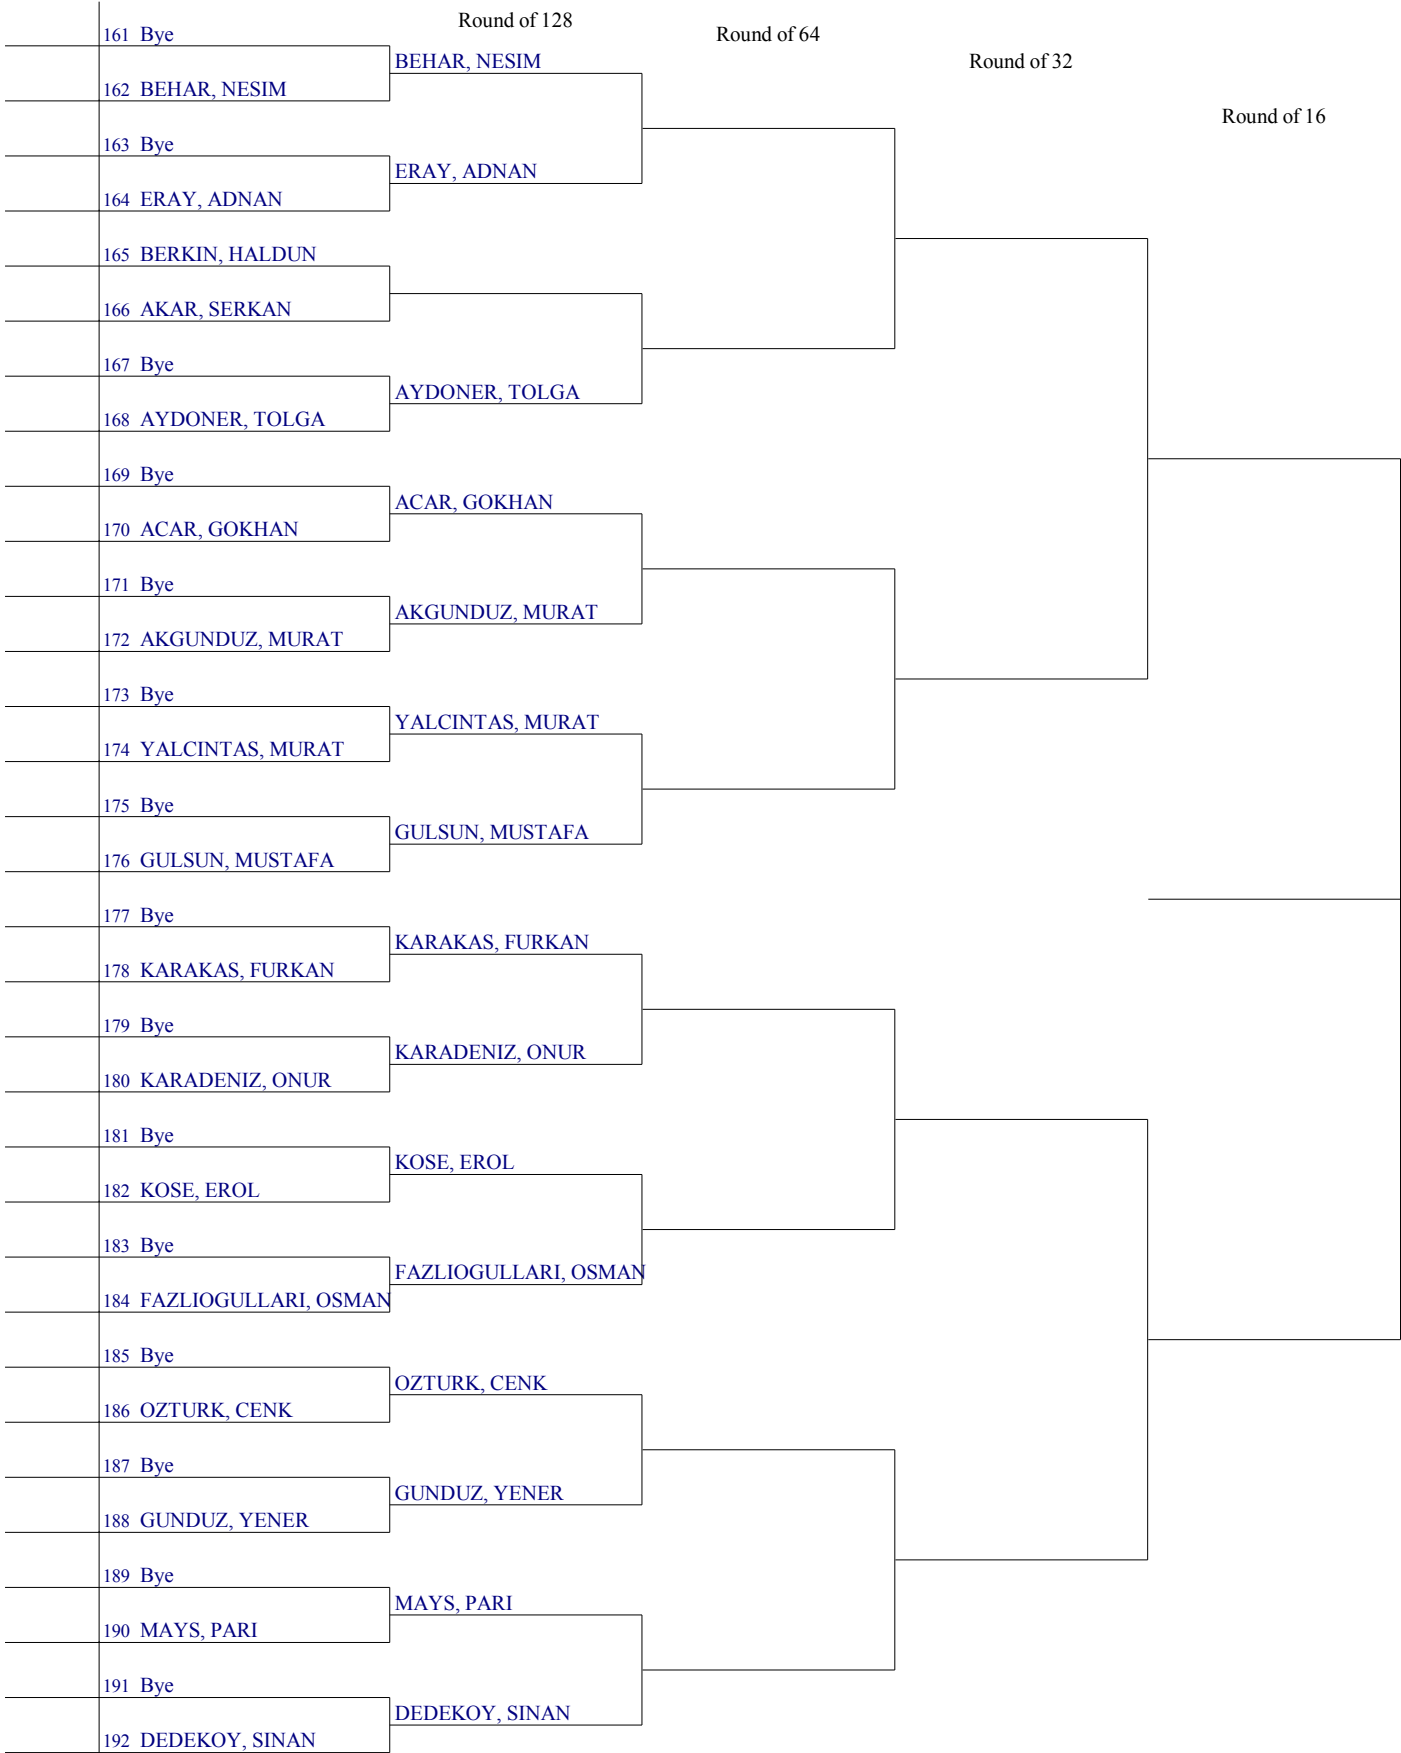 Round of 128
Round of 64
Round of 32
Round of 16
161 Bye
BEHAR, NESIM
162 BEHAR, NESIM
163 Bye
ERAY, ADNAN
164 ERAY, ADNAN
165 BERKIN, HALDUN
166 AKAR, SERKAN
167 Bye
AYDONER, TOLGA
168 AYDONER, TOLGA
169 Bye
ACAR, GOKHAN
170 ACAR, GOKHAN
171 Bye
AKGUNDUZ, MURAT
172 AKGUNDUZ, MURAT
173 Bye
YALCINTAS, MURAT
174 YALCINTAS, MURAT
175 Bye
GULSUN, MUSTAFA
176 GULSUN, MUSTAFA
177 Bye
KARAKAS, FURKAN
178 KARAKAS, FURKAN
179 Bye
KARADENIZ, ONUR
180 KARADENIZ, ONUR
181 Bye
KOSE, EROL
182 KOSE, EROL
183 Bye
FAZLIOGULLARI, OSMAN
184 FAZLIOGULLARI, OSMAN
185 Bye
OZTURK, CENK
186 OZTURK, CENK
187 Bye
GUNDUZ, YENER
188 GUNDUZ, YENER
189 Bye
MAYS, PARI
190 MAYS, PARI
191 Bye
DEDEKOY, SINAN
192 DEDEKOY, SINAN